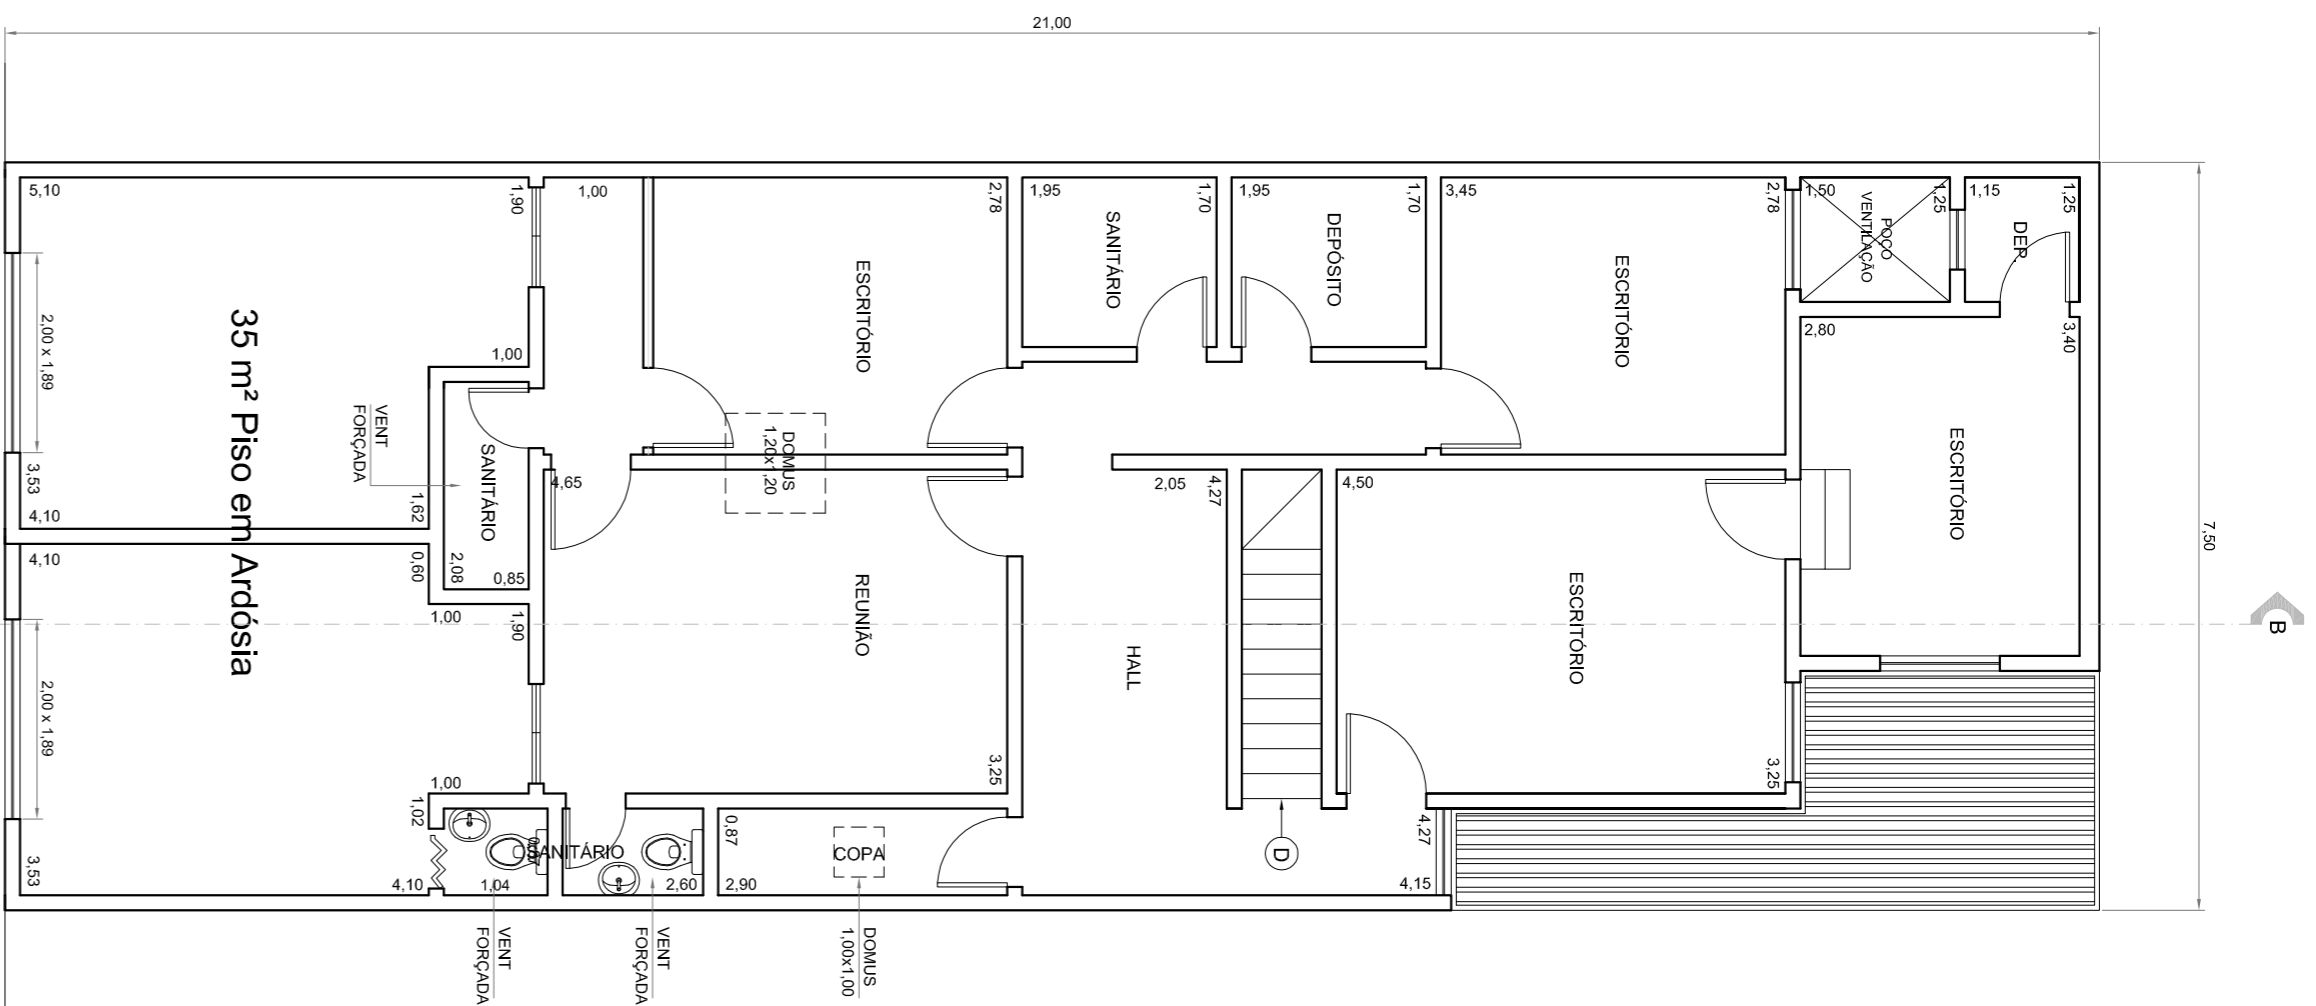 21,00
5,10
1,90
1,00
2,78
1,95
1,70
1,95
1,70
3,45
2,78
1,50
1,25
1,15
1,25
POÇO
VENTILAÇÃO
DEP.
SANITÁRIO
DEPÓSITO
ESCRITÓRIO
ESCRITÓRIO
2,00 x 1,89
35 m² Piso em Ardósia
1,00
2,80
3,40
VENT
FORÇADA
SANITÁRIO
DOMUS
1,20x1,20
ESCRITÓRIO
3,53
4,10
1,62
4,65
2,05
4,27
4,50
7,50
4,10
0,60
2,08
0,85
1,00
1,90
REUNIÃO
HALL
ESCRITÓRIO
B
2,00 x 1,89
1,00
1,02
3,25
3,25
3,53
4,10
1,04
SANITÁRIO
2,60
0,87
2,90
COPA
D
4,27
4,15
VENT
FORÇADA
VENT
FORÇADA
DOMUS
1,00x1,00